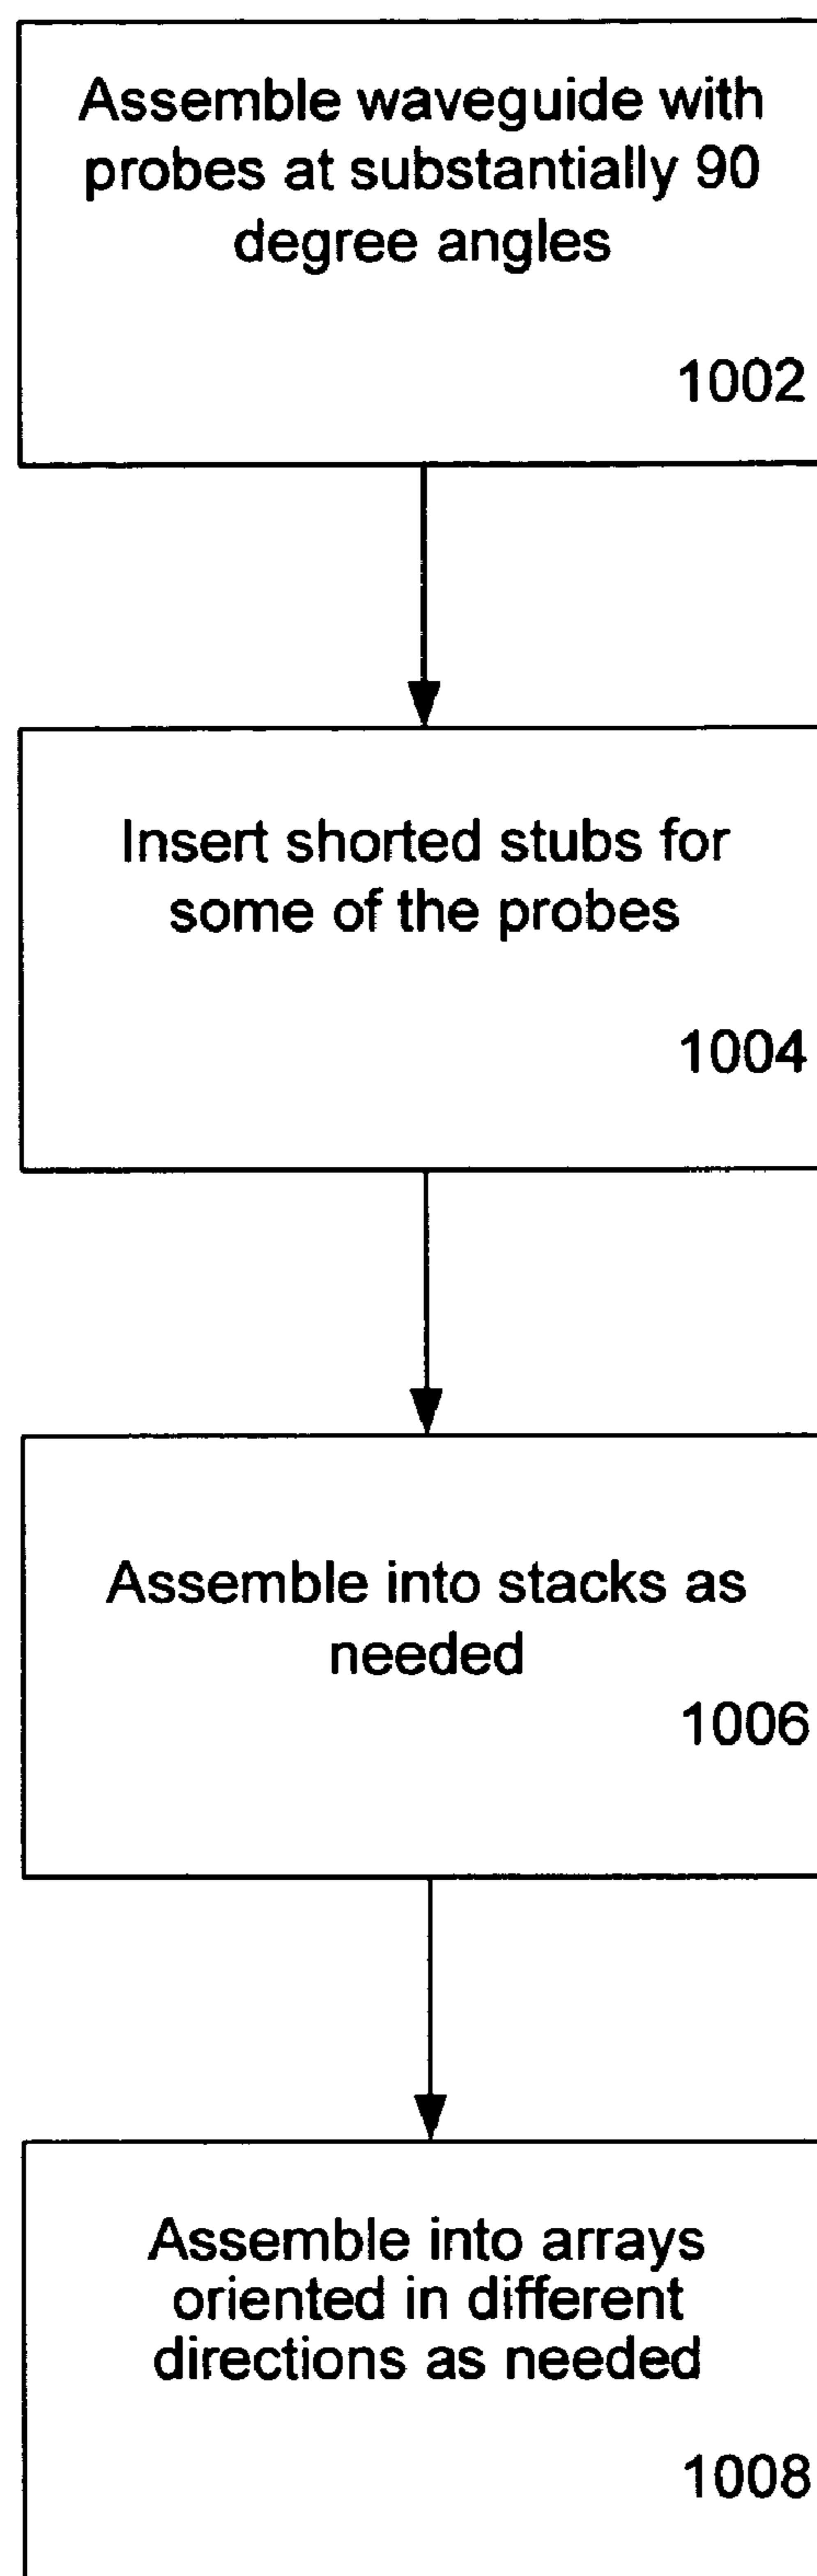 Assemble waveguide with
probes at substantially 90
degree angles
1002
Insert shorted stubs for
some of the probes
1004
Assemble into stacks as
needed
1006
Assemble into arrays
oriented in different
directions as needed
1008